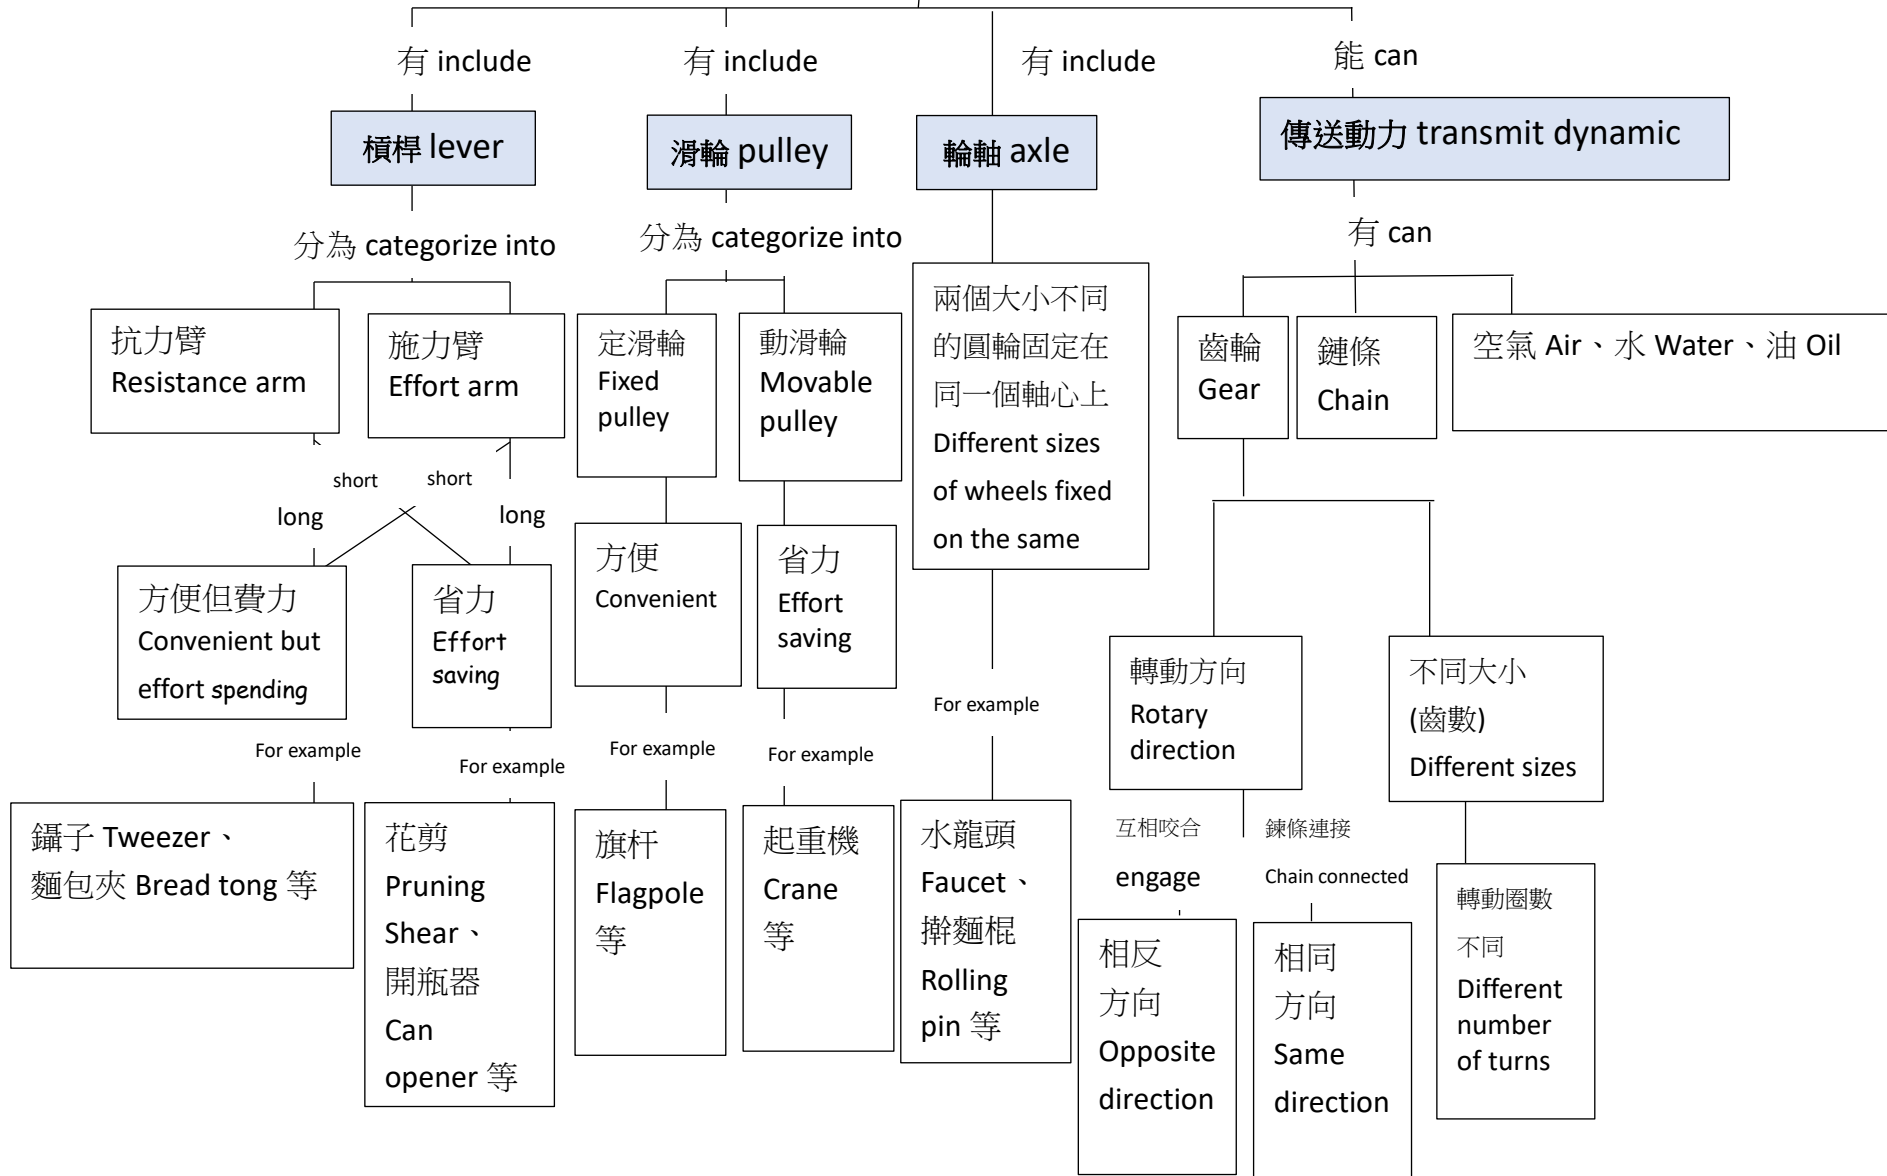 有 include
有 include
有 include
能 can
槓桿 lever
滑輪 pulley
輪軸 axle
傳送動力 transmit dynamic
分為 categorize into
分為 categorize into
有 can
抗力臂
Resistance arm
施力臂
Effort arm
定滑輪
Fixed
pulley
動滑輪
Movable
pulley
兩個大小不同
的圓輪固定在
同一個軸心上
Different sizes
of wheels fixed
on the same
齒輪
Gear
鏈條
Chain
空氣 Air、水 Water、油 Oil
short
short
long
long
方便但費力
Convenient but
effort spending
省力
Effort
saving
方便
Convenient
省力
Effort
saving
轉動方向
Rotary
direction
不同大小
(齒數)
Different sizes
For example
For example
For example
For example
For example
鑷子 Tweezer、
麵包夾 Bread tong 等
花剪
Pruning
Shear、
開瓶器
Can
opener 等
旗杆
Flagpole
等
起重機
Crane
等
水龍頭
Faucet、
擀麵棍
Rolling
pin 等
互相咬合
engage
鍊條連接
Chain connected
相反
方向
Opposite
direction
相同
方向
Same
direction
轉動圈數
不同
Different
number
of turns